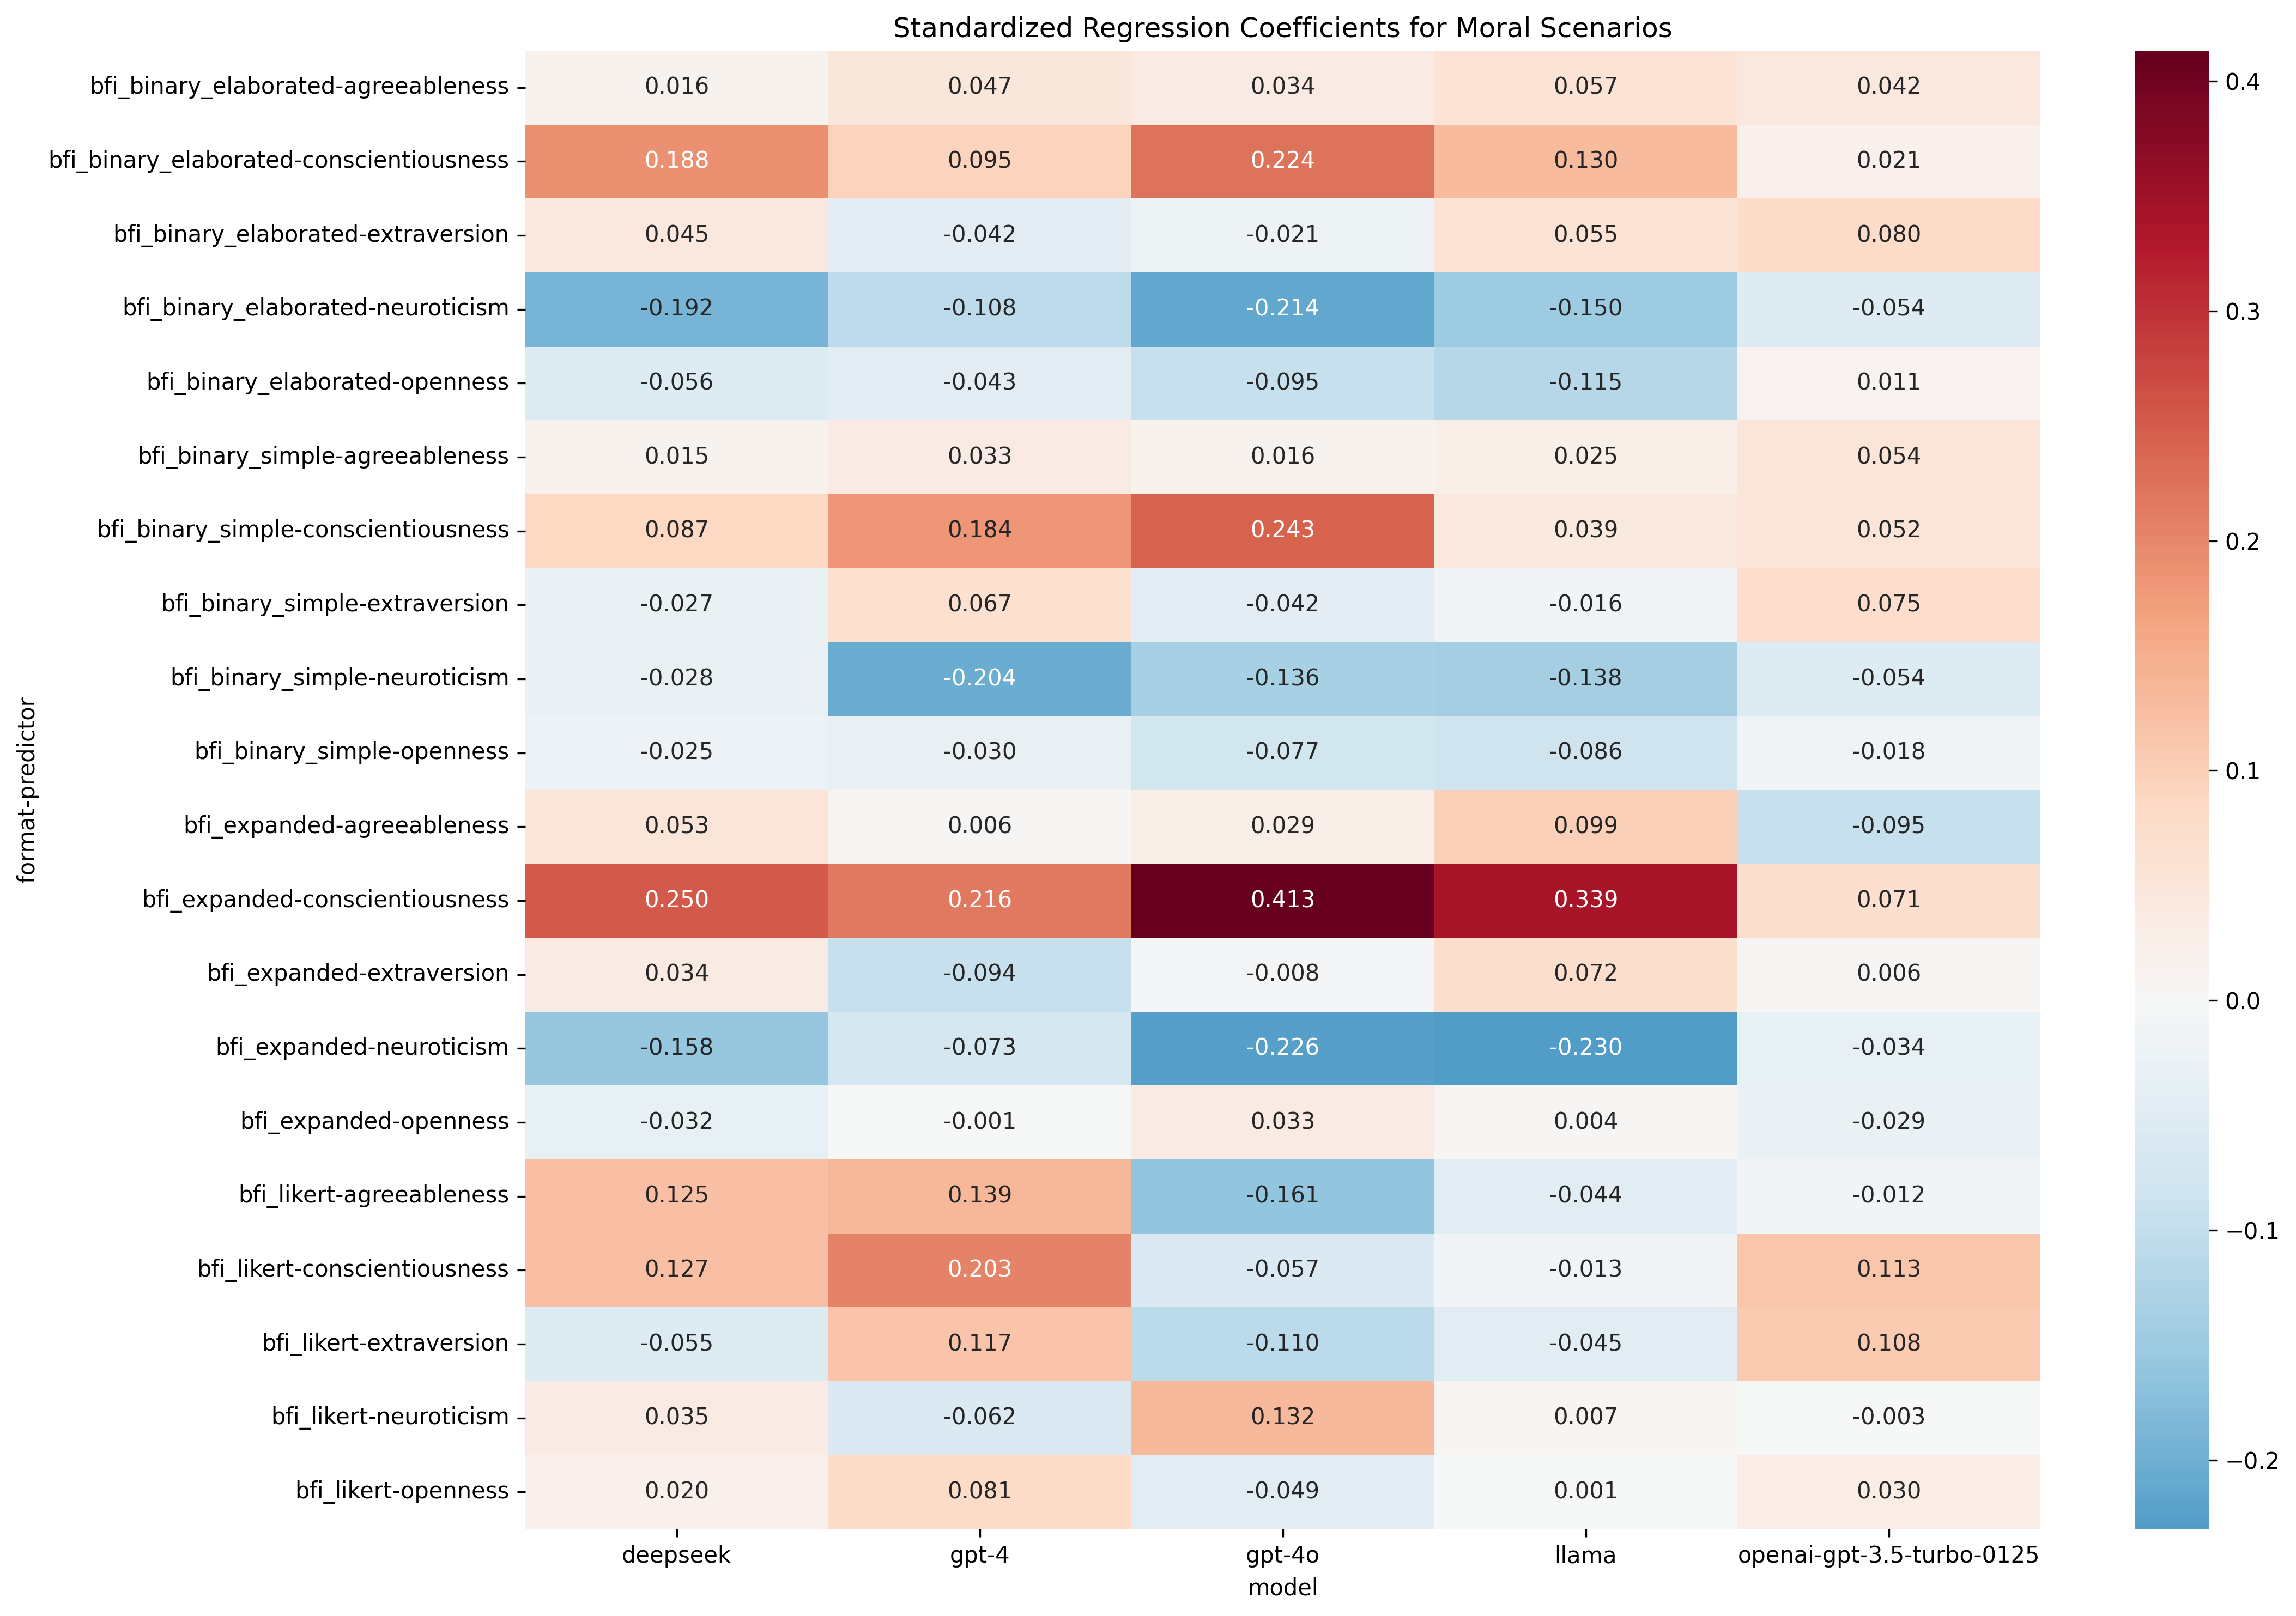 Standardized Regression Coefficients for Moral Scenarios
bfi_binary_elaborated-agreeableness 0.016 0.047 0.034 0.057 0.042
bfi_binary_elaborated-conscientiousness 0.188 0.095 0.224 0.130 0.021
bfi_binary_elaborated-extraversion 0.045 -0.042 -0.021 0.055 0.080
bfi_binary_elaborated-neuroticism -0.192 -0.108 -0.214 -0.150 -0.054
bfi_binary_elaborated-openness -0.056 -0.043 -0.095 -0.115 0.011
bfi_binary_simple-agreeableness 0.015 0.033 0.016 0.025 0.054
bfi_binary_simple-conscientiousness 0.087 0.184 0.243 0.039 0.052
bfi_binary_simple-extraversion -0.027 0.067 -0.042 -0.016 0.075
bfi_binary_simple-neuroticism -0.028 -0.204 -0.136 -0.138 -0.054
bfi_binary_simple-openness -0.025 -0.030 -0.077 -0.086 -0.018
bfi_expanded-agreeableness 0.053 0.006 0.029 0.099 -0.095
bfi_expanded-conscientiousness 0.250 0.216 0.413 0.339 0.071
bfi_expanded-extraversion 0.034 -0.094 -0.008 0.072 0.006
bfi_expanded-neuroticism -0.158 -0.073 -0.226 -0.230 -0.034
bfi_expanded-openness -0.032 -0.001 0.033 0.004 -0.029
bfi_likert-agreeableness 0.125 0.139 -0.161 -0.044 -0.012
bfi_likert-conscientiousness 0.127 0.203 -0.057 -0.013 0.113
bfi_likert-extraversion -0.055 0.117 -0.110 -0.045 0.108
bfi_likert-neuroticism 0.035 -0.062 0.132 0.007 -0.003
bfi_likert-openness 0.020 0.081 -0.049 0.001 0.030
deepseek gpt-4 gpt-4o llama openai-gpt-3.5-turbo-0125
model
format-predictor
0.4
0.3
0.2
0.1
0.0
−0.1
−0.2